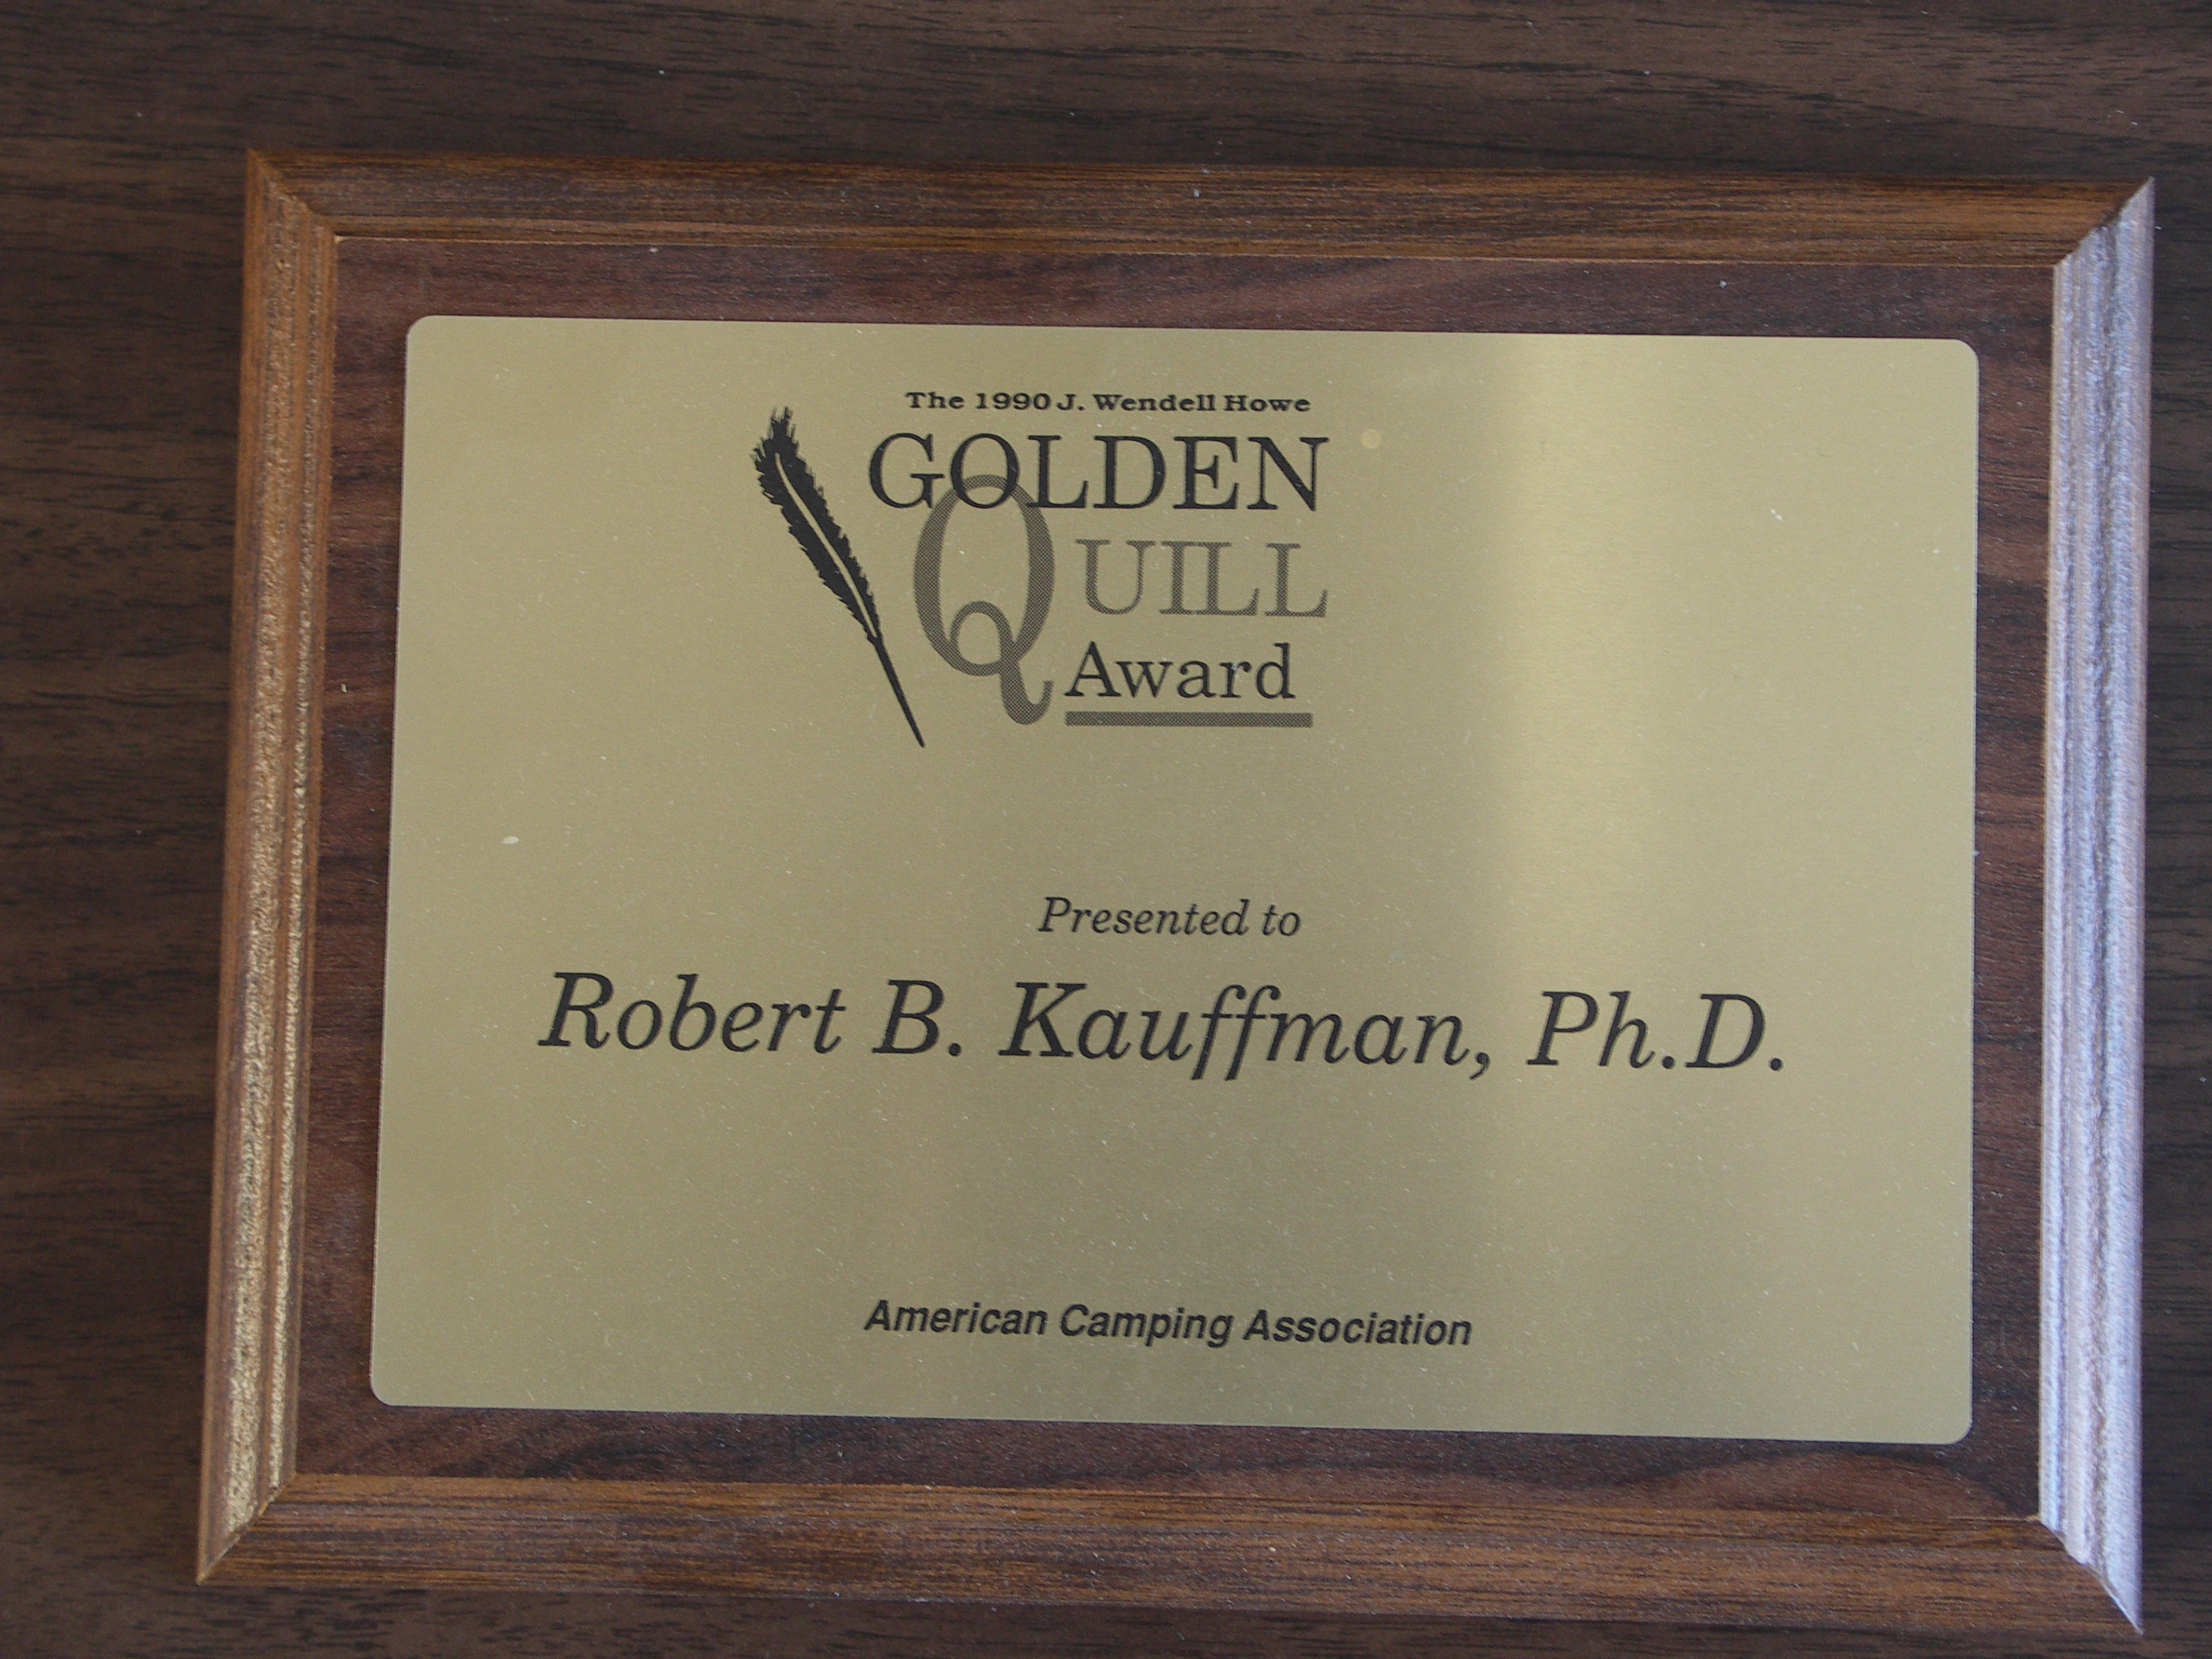 The 1990 J. Wendell Howe
GOLDEN
QUILL
Award
Presented to
Robert B. Kauffman, Ph.D.
American Camping Association